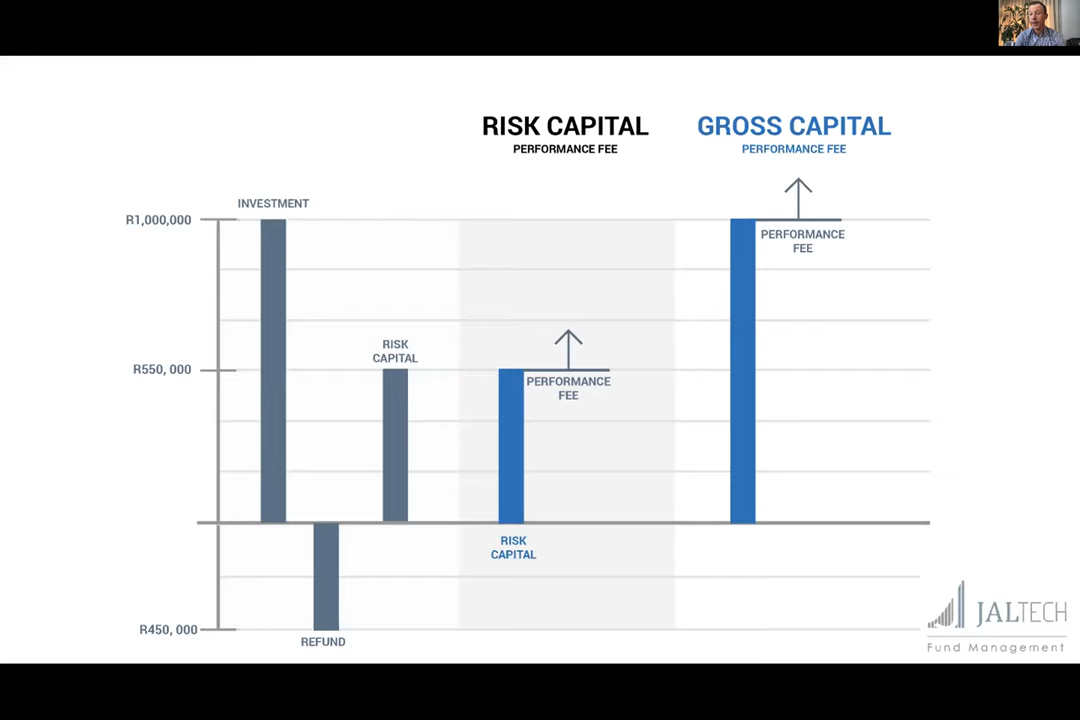 RISK CAPITAL
PERFORMANCE FEE
GROSS CAPITAL
PERFORMANCE FEE
INVESTMENT
R1,000,000
PERFORMANCE
FEE
RISK
CAPITAL
R550, 000
PERFORMANCE
FEE
RISK
CAPITAL
R450, 000
REFUND
JALTECH
Fund Management